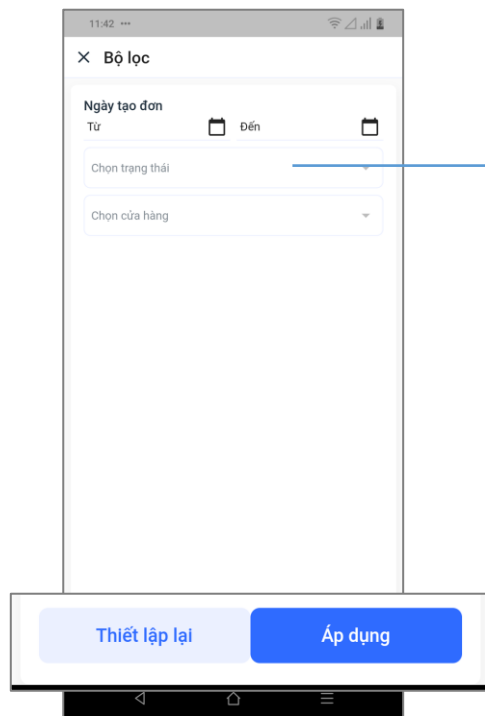 11:42 •••
Bộ lọc
Ngày tạo đơn
Từ Đến
Chọn trạng thái
Chọn cửa hàng
Thiết lập lại Áp dụng